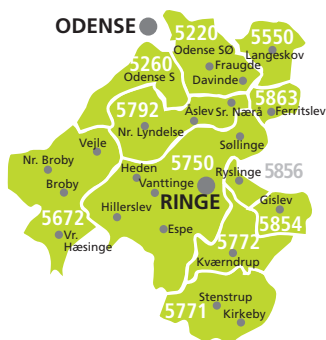 ODENSE
5220
Odense SØ
Fraugde
Davinde
5550
Langeskov
5260
Odense S
5792
Nr. Lyndelse
Åslev
Sr. Nærå
5863
Ferritslev
Søllinge
Vejle
Nr. Broby
Broby
5672
Vr.
Hæsinge
Heden
5750
Vanttinge
RINGE
Hillerslev
Espe
Ryslinge
5856
Gislev
5854
5772
Kværndrup
Stenstrup
5771
Kirkeby